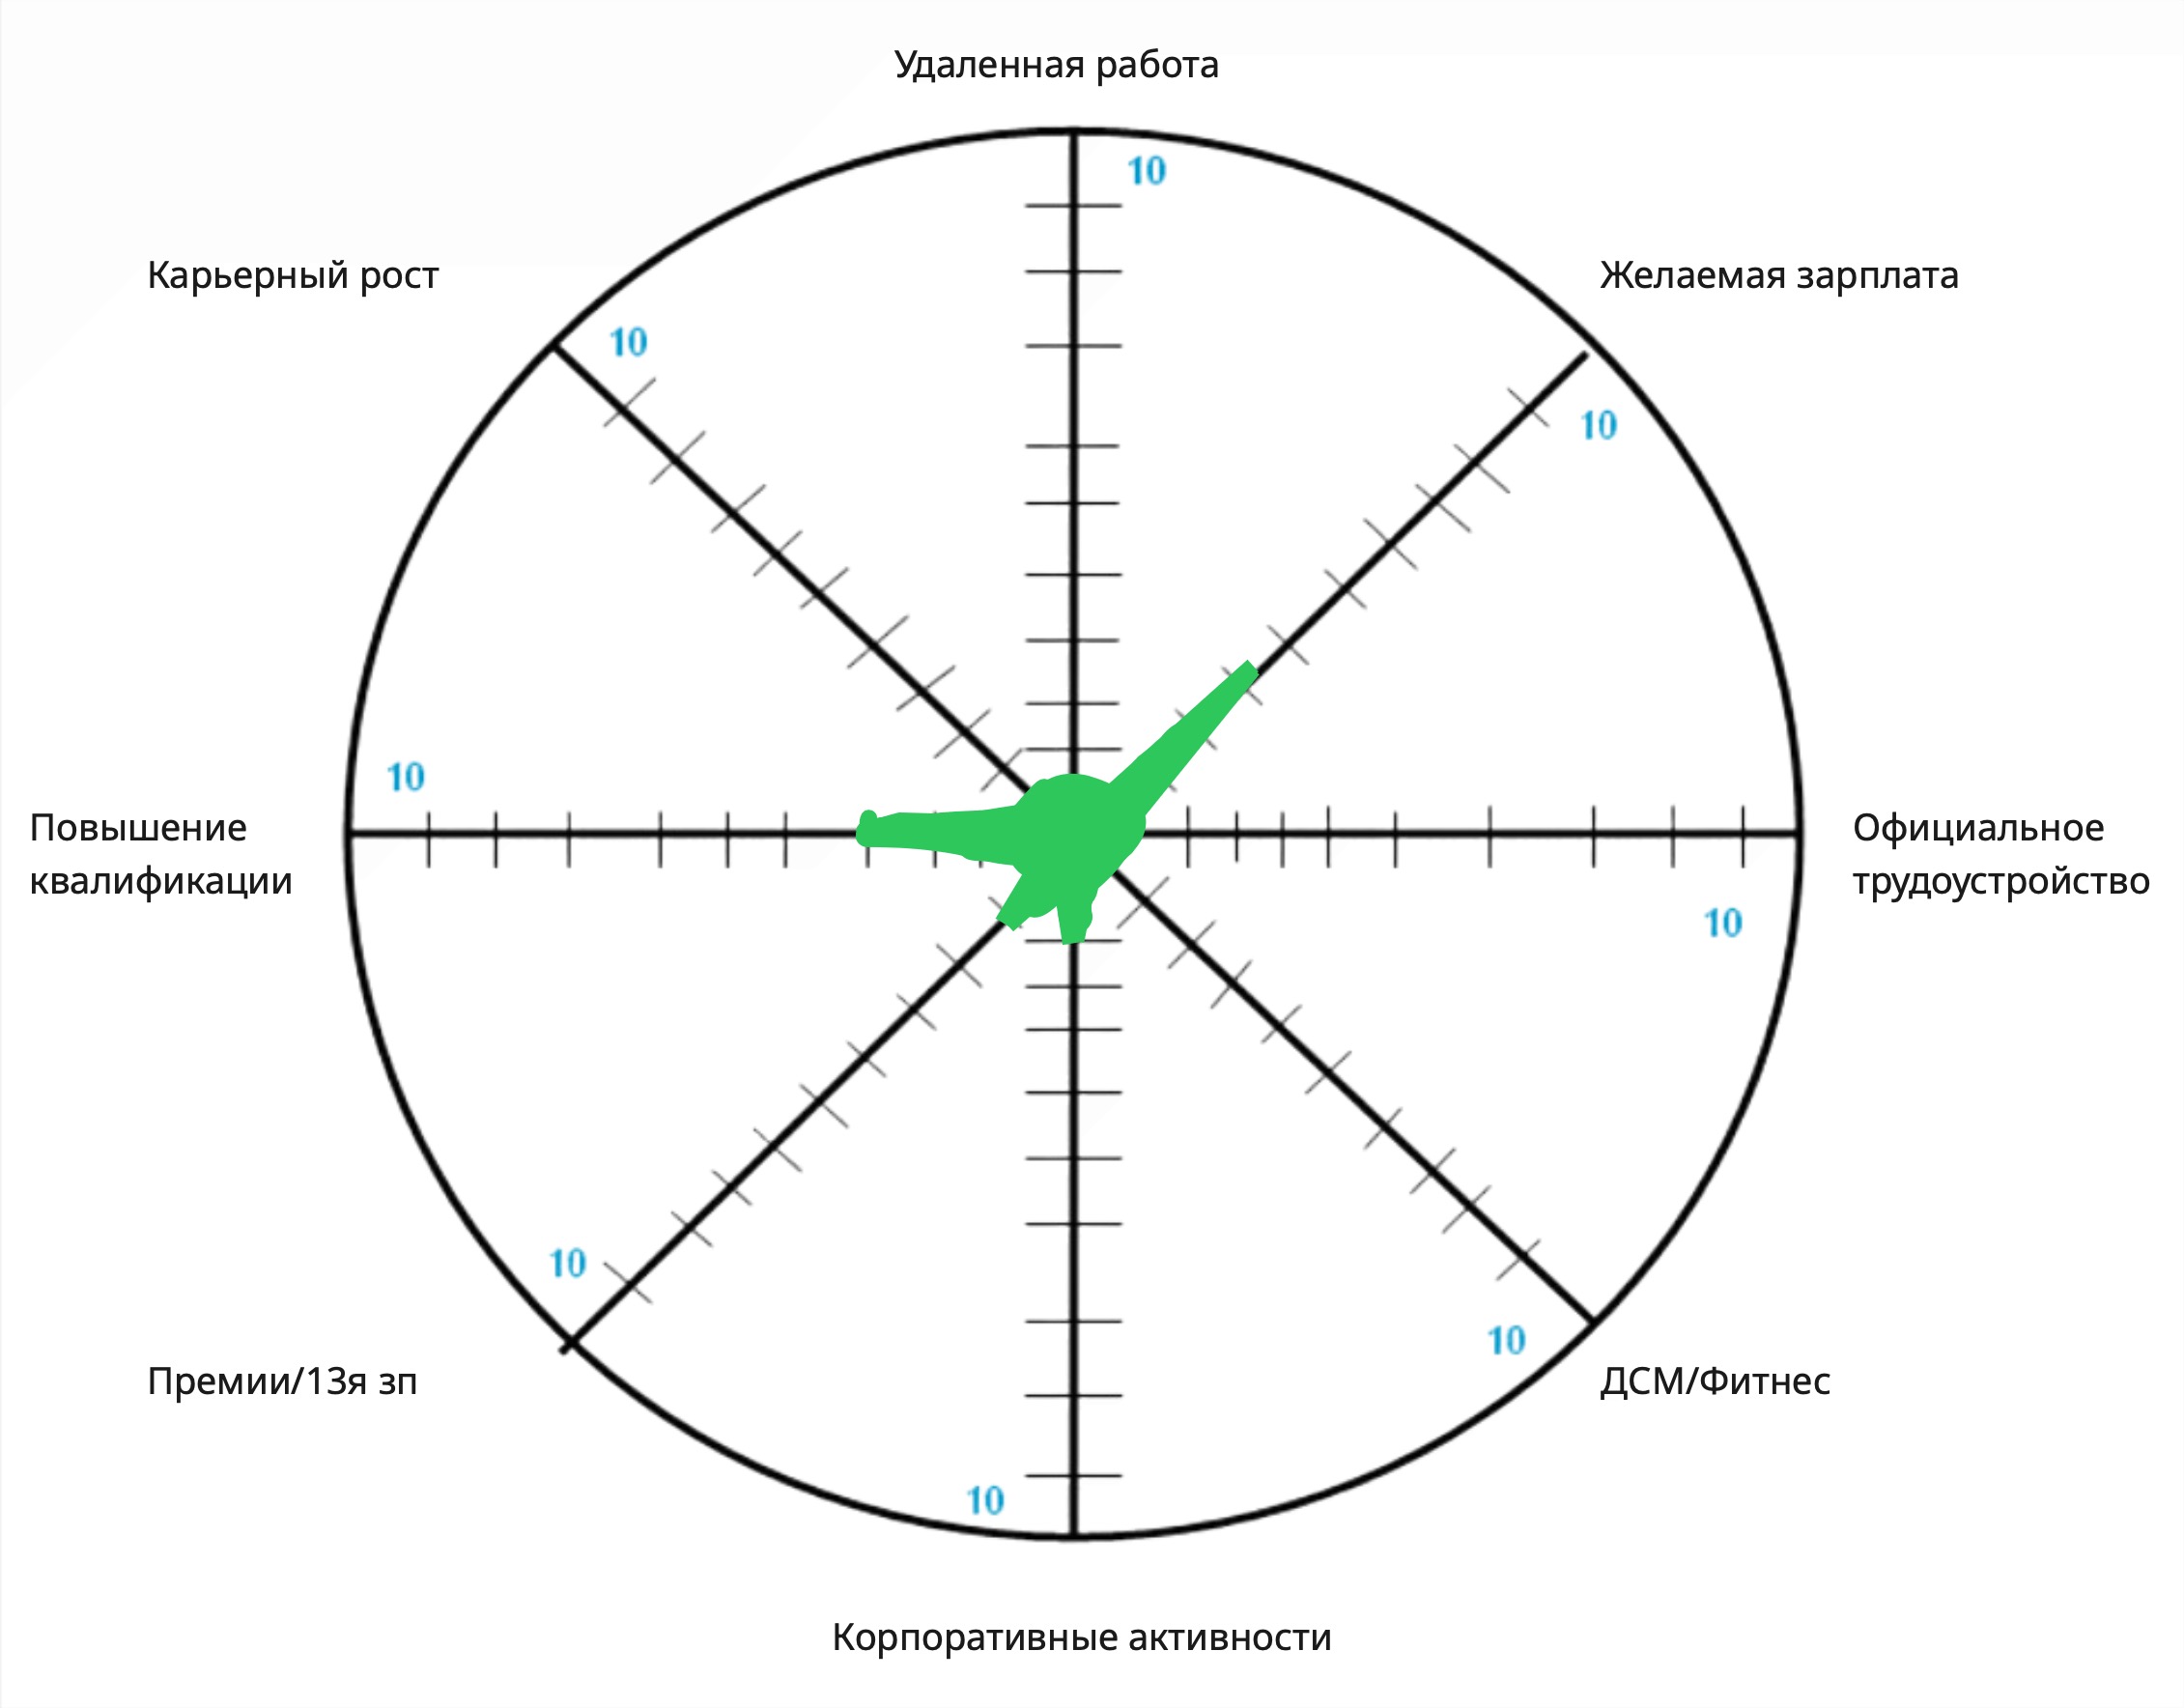 Удаленная работа
10
Карьерный рост
Желаемая зарплата
10
10
10
Повышение
квалификации
Официальное
трудоустройство
10
10
10
Премии/13я зп
ДСМ/Фитнес
10
Корпоративные активности